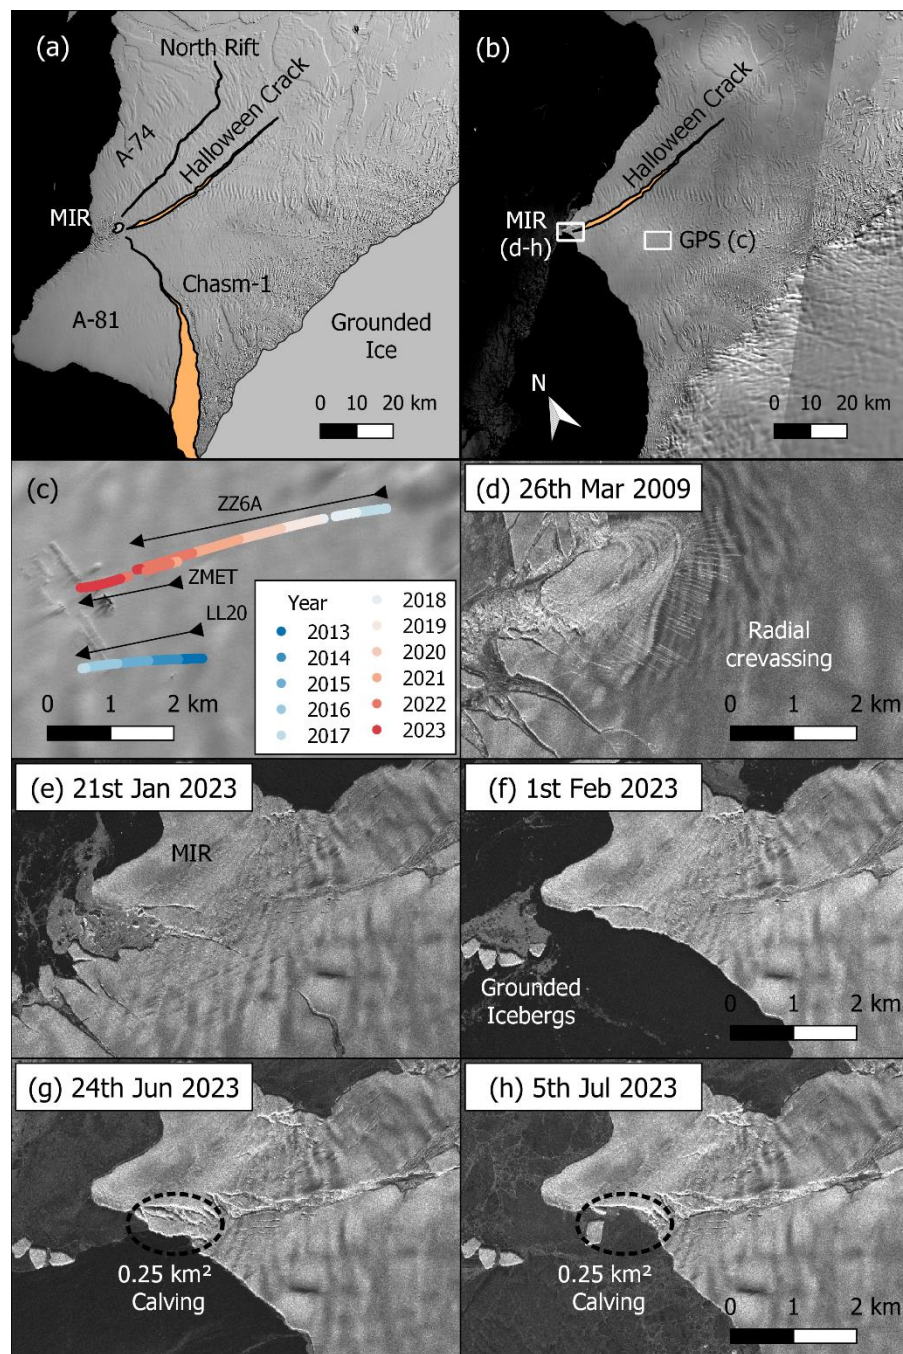 (a)
North Rift
A-74
Halloween Crack
MIR
Chasm-1
A-81
Grounded
Ice
0 10 20 km
(b)
Halloween Crack
MIR
(d-h)
GPS (c)
N
0 10 20 km
(c)
ZZ6A
ZMET
LL20
Year
2013
2014
2015
2016
2017
2018
2019
2020
2021
2022
2023
0 1 2 km
(d) 26th Mar 2009
Radial
crevassing
0 1 2 km
(e) 21st Jan 2023
MIR
(f) 1st Feb 2023
Grounded
Icebergs
0 1 2 km
(g) 24th Jun 2023
0.25 km²
Calving
(h) 5th Jul 2023
0.25 km²
Calving
0 1 2 km